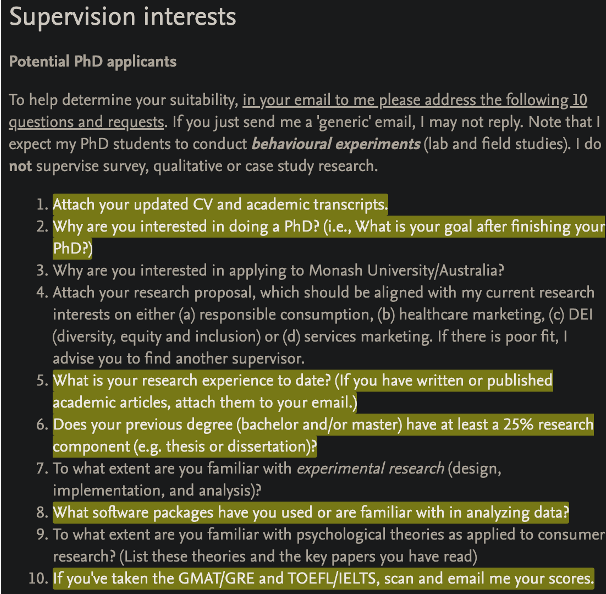 Supervision interests
Potential PhD applicants
To help determine your suitability, in your email to me please address the following 10
questions and requests. If you just send me a 'generic' email, I may not reply. Note that I
expect my PhD students to conduct behavioural experiments (lab and field studies). I do
not supervise survey, qualitative or case study research.
1. Attach your updated CV and academic transcripts.
2. Why are you interested in doing a PhD? (i.e., What is your goal after finishing your
PhD?)
3. Why are you interested in applying to Monash University/Australia?
4. Attach your research proposal, which should be aligned with my current research
interests on either (a) responsible consumption, (b) healthcare marketing, (c) DEI
(diversity, equity and inclusion) or (d) services marketing. If there is poor fit, I
advise you to find another supervisor.
5. What is your research experience to date? (If you have written or published
academic articles, attach them to your email.)
6. Does your previous degree (bachelor and/or master) have at least a 25% research
component (e.g. thesis or dissertation)?
7. To what extent are you familiar with experimental research (design,
implementation, and analysis)?
8. What software packages have you used or are familiar with in analyzing data?
9. To what extent are you familiar with psychological theories as applied to consumer
research? (List these theories and the key papers you have read)
10. If you've taken the GMAT/GRE and TOEFL/IELTS, scan and email me your scores.